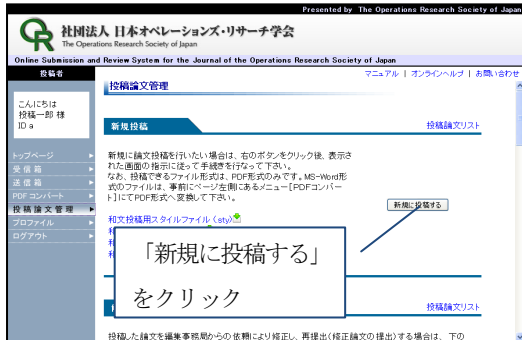 Presented by The Operations Research Society of Japan
社団法人 日本オペレーションズ・リサーチ学会
The Operations Research Society of Japan
Online Submission and Review System for the Journal of the Operations Research Society of Japan
投稿者
マニュアル | オンラインヘルプ | お問い合わせ
投稿論文管理
こんにちは
投稿一郎 様
ID a
新規投稿
投稿論文リスト
トップページ
受信箱
送信箱
PDF コンバート
投稿論文管理
プロファイル
ログアウト
新規に論文投稿を行いたい場合は、右のボタンをクリック後、表示さ
れた画面の指示に従って手続きを行なって下さい。
なお、投稿できるファイル形式は、PDF形式のみです。MS-Word形
式のファイルは、事前にページ左側にあるメニュー[PDFコンバー
ト]にてPDF形式へ変換して下さい。
新規に投稿する
和文投稿用スタイルファイル (sty)
「新規に投稿する」
をクリック
投稿論文リスト
投稿した論文を編集事務局からの依頼により修正し、再提出(修正論文の提出)する場合は、下の